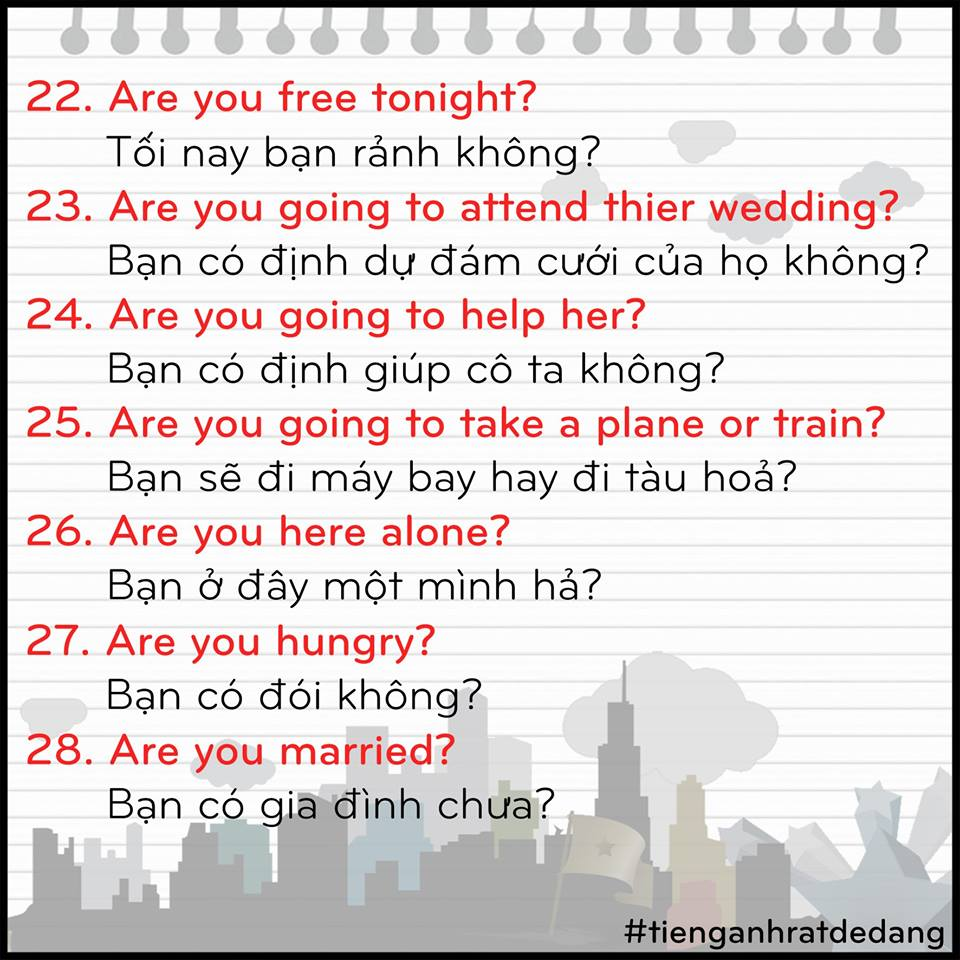 22. Are you free tonight?
Tối nay bạn rảnh không?
23. Are you going to attend thier wedding?
Bạn có định dự đám cưới của họ không?
24. Are you going to help her?
Bạn có định giúp cô ta không?
25. Are you going to take a plane or train?
Bạn sẽ đi máy bay hay đi tàu hoả?
26. Are you here alone?
Bạn ở đây một mình hả?
27. Are you hungry?
Bạn có đói không?
28. Are you married?
Bạn có gia đình chưa?
#tienganhratdedang